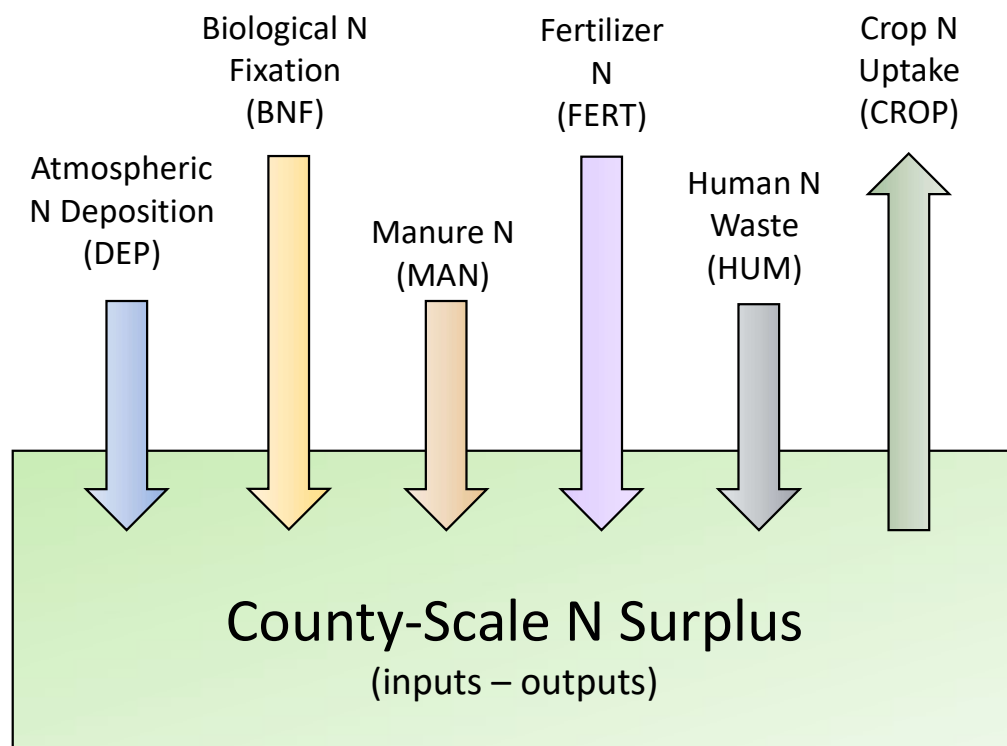 Biological N
Fixation
(BNF)
Fertilizer
N
(FERT)
Crop N
Uptake
(CROP)
Atmospheric
N Deposition
(DEP)
Manure N
(MAN)
Human N
Waste
(HUM)
County-Scale N Surplus
(inputs – outputs)